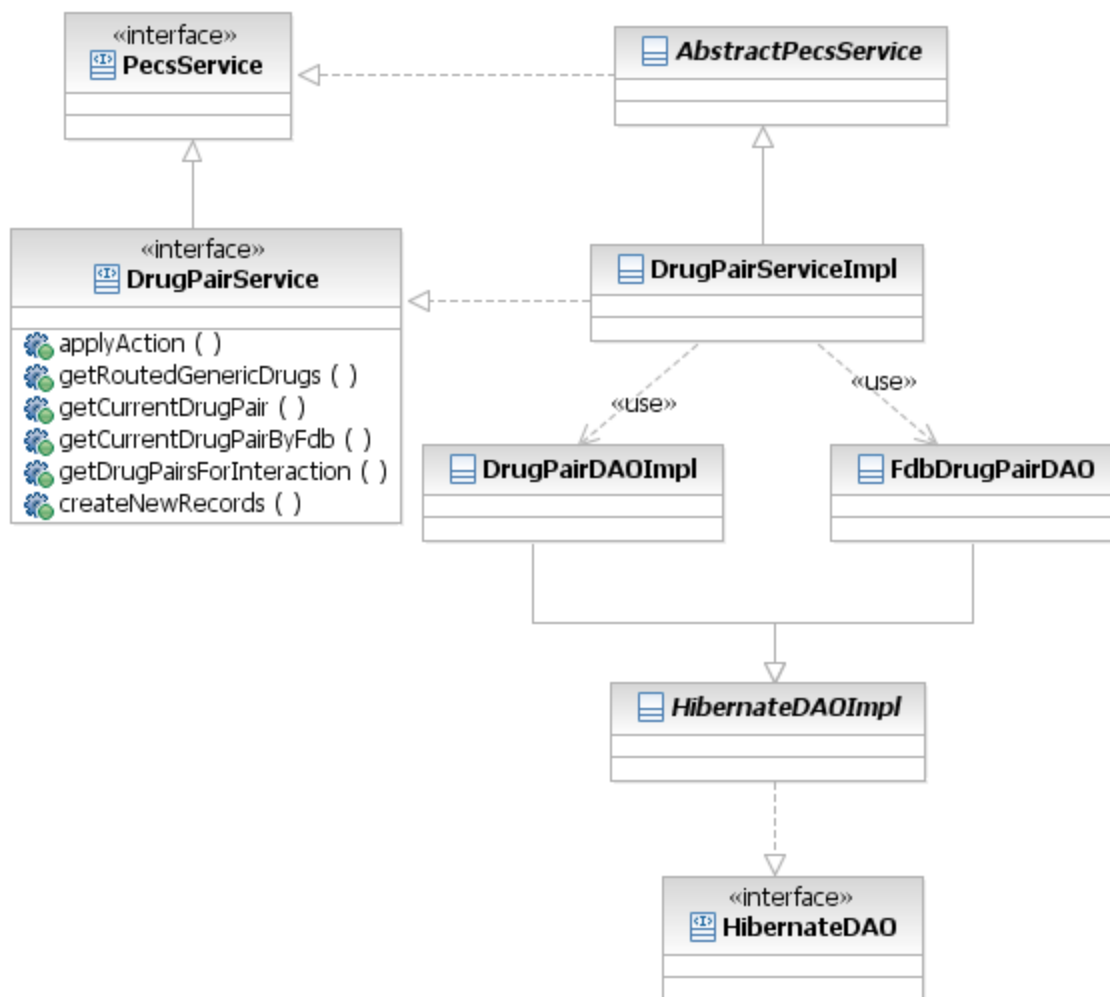 «interface»
PecsService
AbstractPecsService
«interface»
DrugPairService
applyAction ( )
getRoutedGenericDrugs ( )
getCurrentDrugPair ( )
getCurrentDrugPairByFdb ( )
getDrugPairsForInteraction ( )
createNewRecords ( )
DrugPairServiceImpl
«use»
«use»
DrugPairDAOImpl
FdbDrugPairDAO
HibernateDAOImpl
«interface»
HibernateDAO